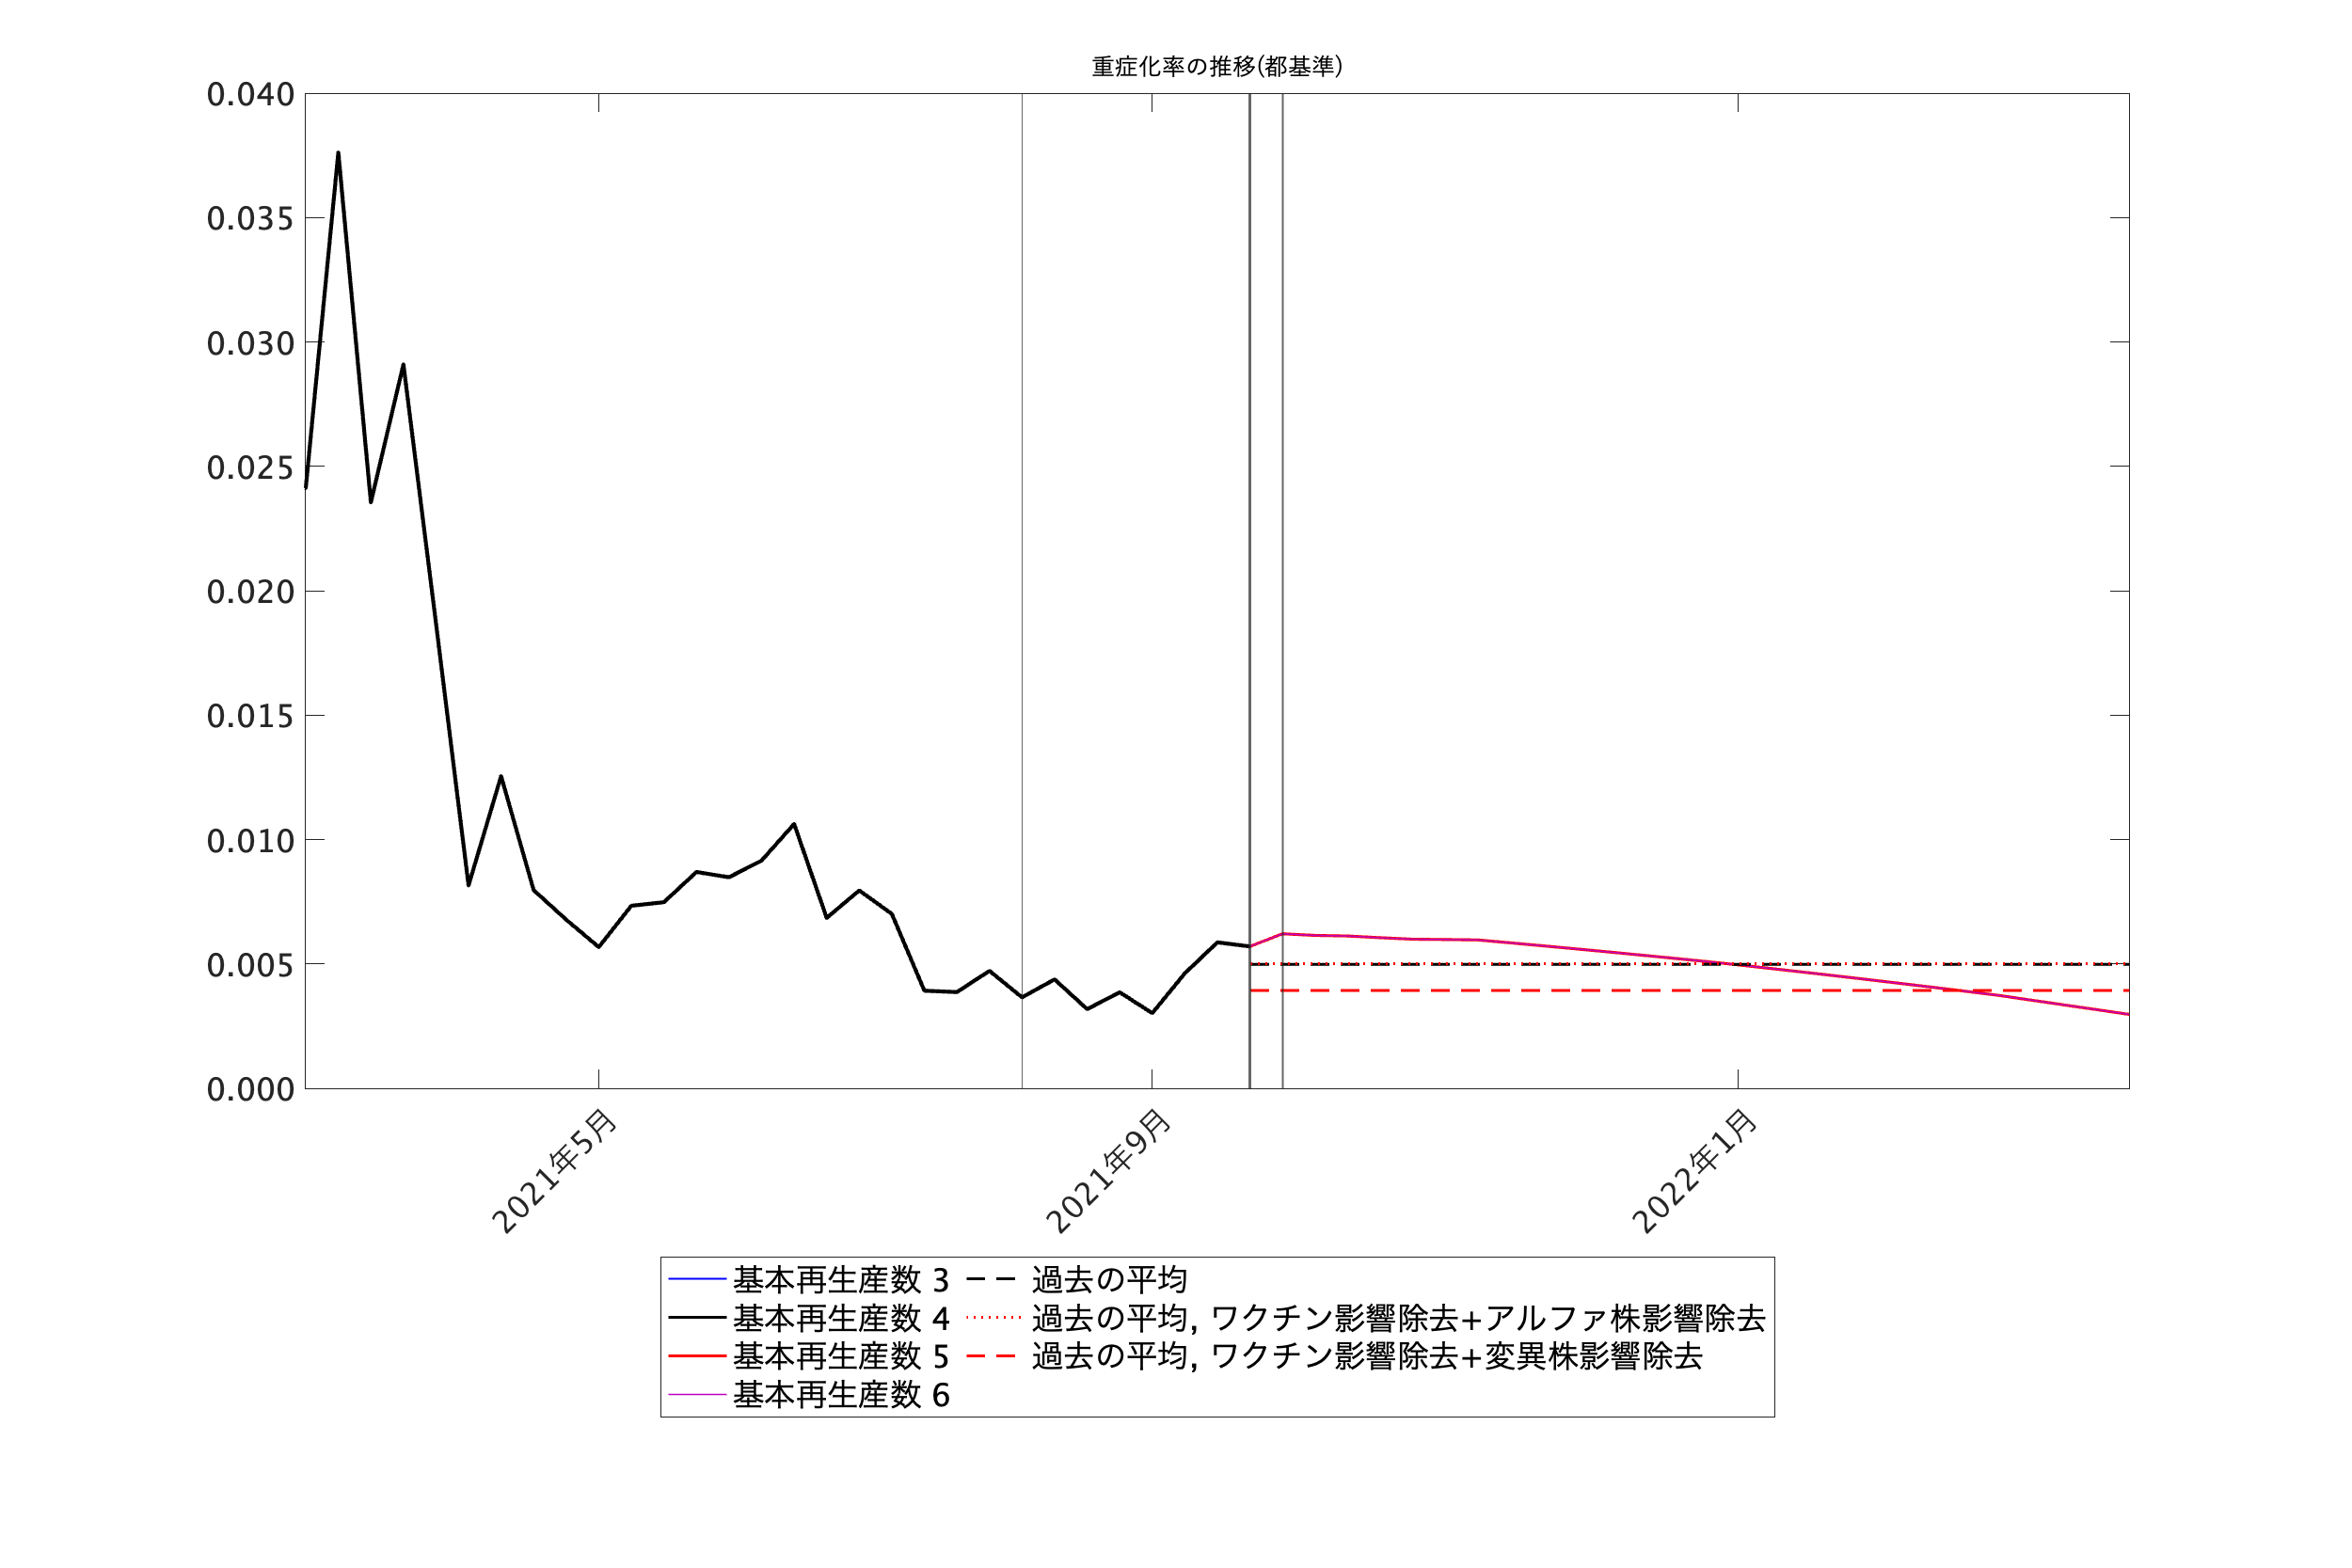 重症化率の推移(都基準)
0.040
0.035
0.030
0.025
0.020
0.015
0.010
0.005
0.000
2021年5月
2021年9月
2022年1月
基本再生産数 3
基本再生産数 4
基本再生産数 5
基本再生産数 6
過去の平均
過去の平均, ワクチン影響除去+アルファ株影響除去
過去の平均, ワクチン影響除去+変異株影響除去